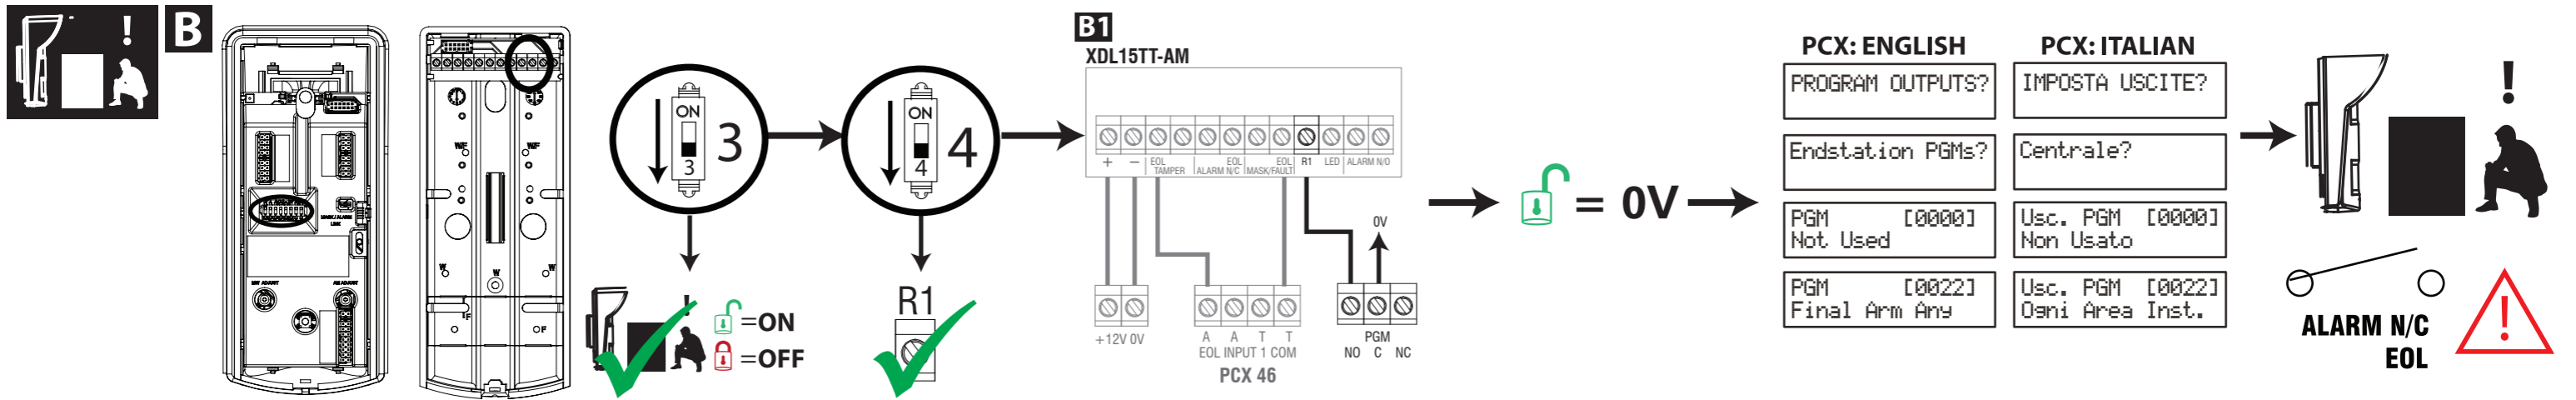 B
ON
3
3
=ON
=OFF
ON
4
4
R1
B1
XDL15TT-AM
+ − EOL TAMPER ALARM N/C EOL MASK/FAULT EOL R1 LED ALARM N/O
0V
+12V 0V
A A T T
EOL INPUT 1 COM
PCX 46
PGM
NO C NC
= 0V
PCX: ENGLISH
PROGRAM OUTPUTS?
Endstation PGMs?
PGM [0000]
Not Used
PGM [0022]
Final Arm Any
PCX: ITALIAN
IMPOSTA USCITE?
Centrale?
Usc. PGM [0000]
Non Usato
Usc. PGM [0022]
Ogni Area Inst.
!
ALARM N/C
EOL
!